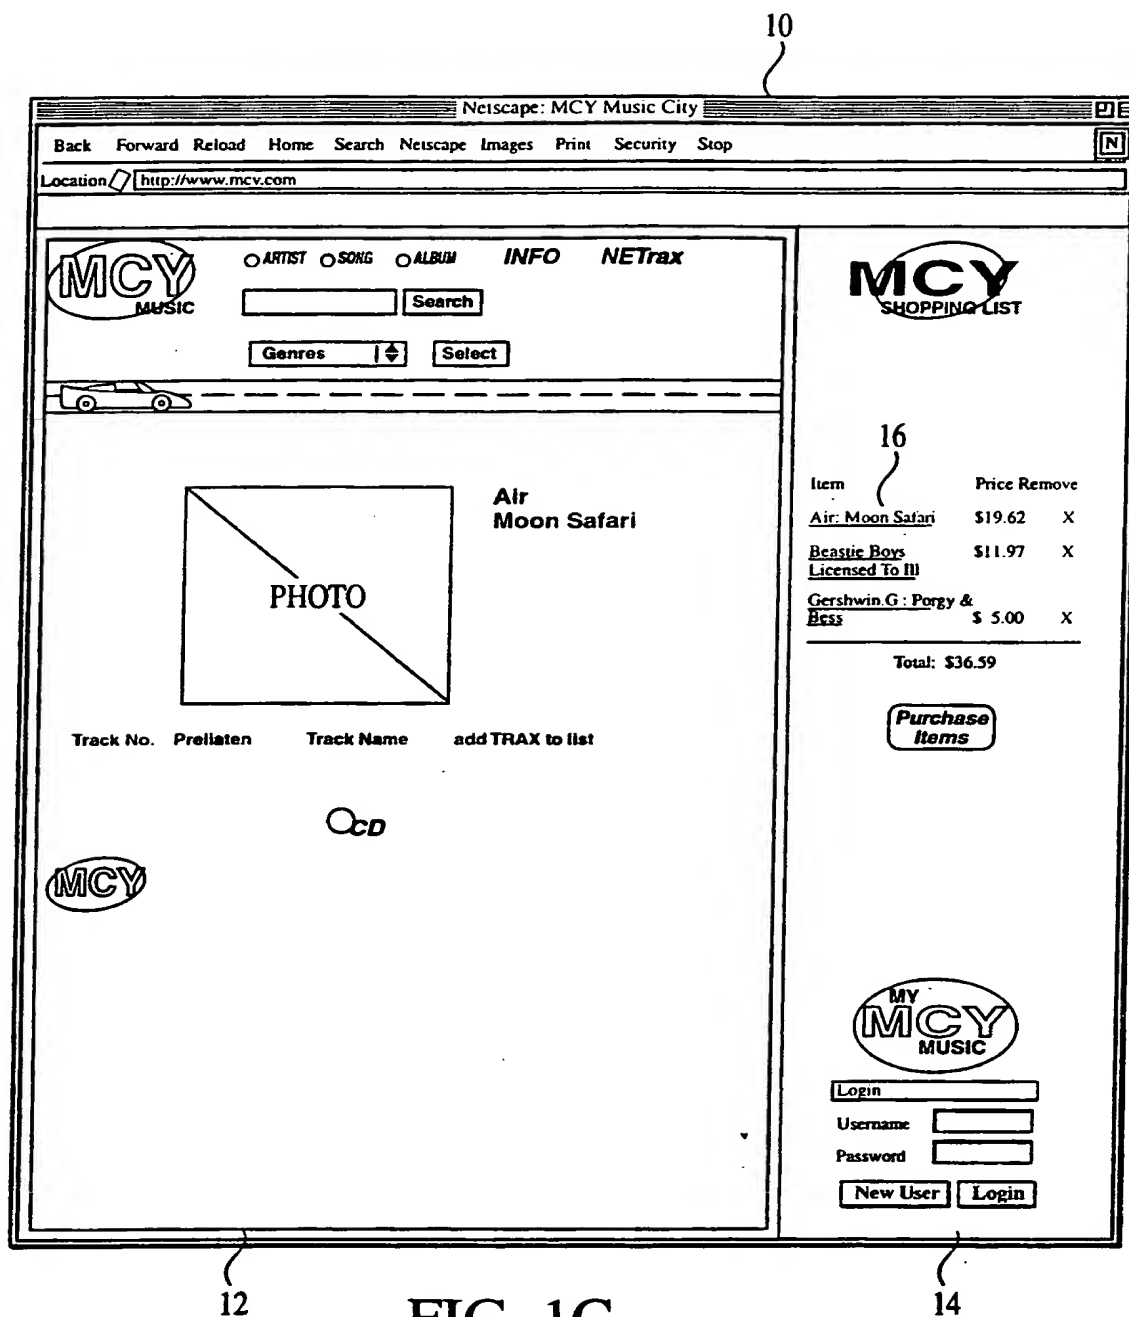 10
Netscape: MCY Music City
Back Forward Reload Home Search Netscape Images Print Security Stop
N
Location http://www.mcy.com
MCY
MUSIC
ARTIST SONG ALBUM INFO NETrax
Search
Genres Select
MCY
SHOPPING LIST
16
Item Price Remove
Air: Moon Safari $19.62 X
Beastie Boys $11.97 X
Licensed To Ill
Gershwin.G : Porgy &
Bess $ 5.00 X
Total: $36.59
Purchase
Items
Air
Moon Safari
PHOTO
Track No. Prelisten Track Name add TRAX to list
CD
MCY
MY
MCY
MUSIC
Login
Username
Password
New User Login
12
14
FIG. 1C